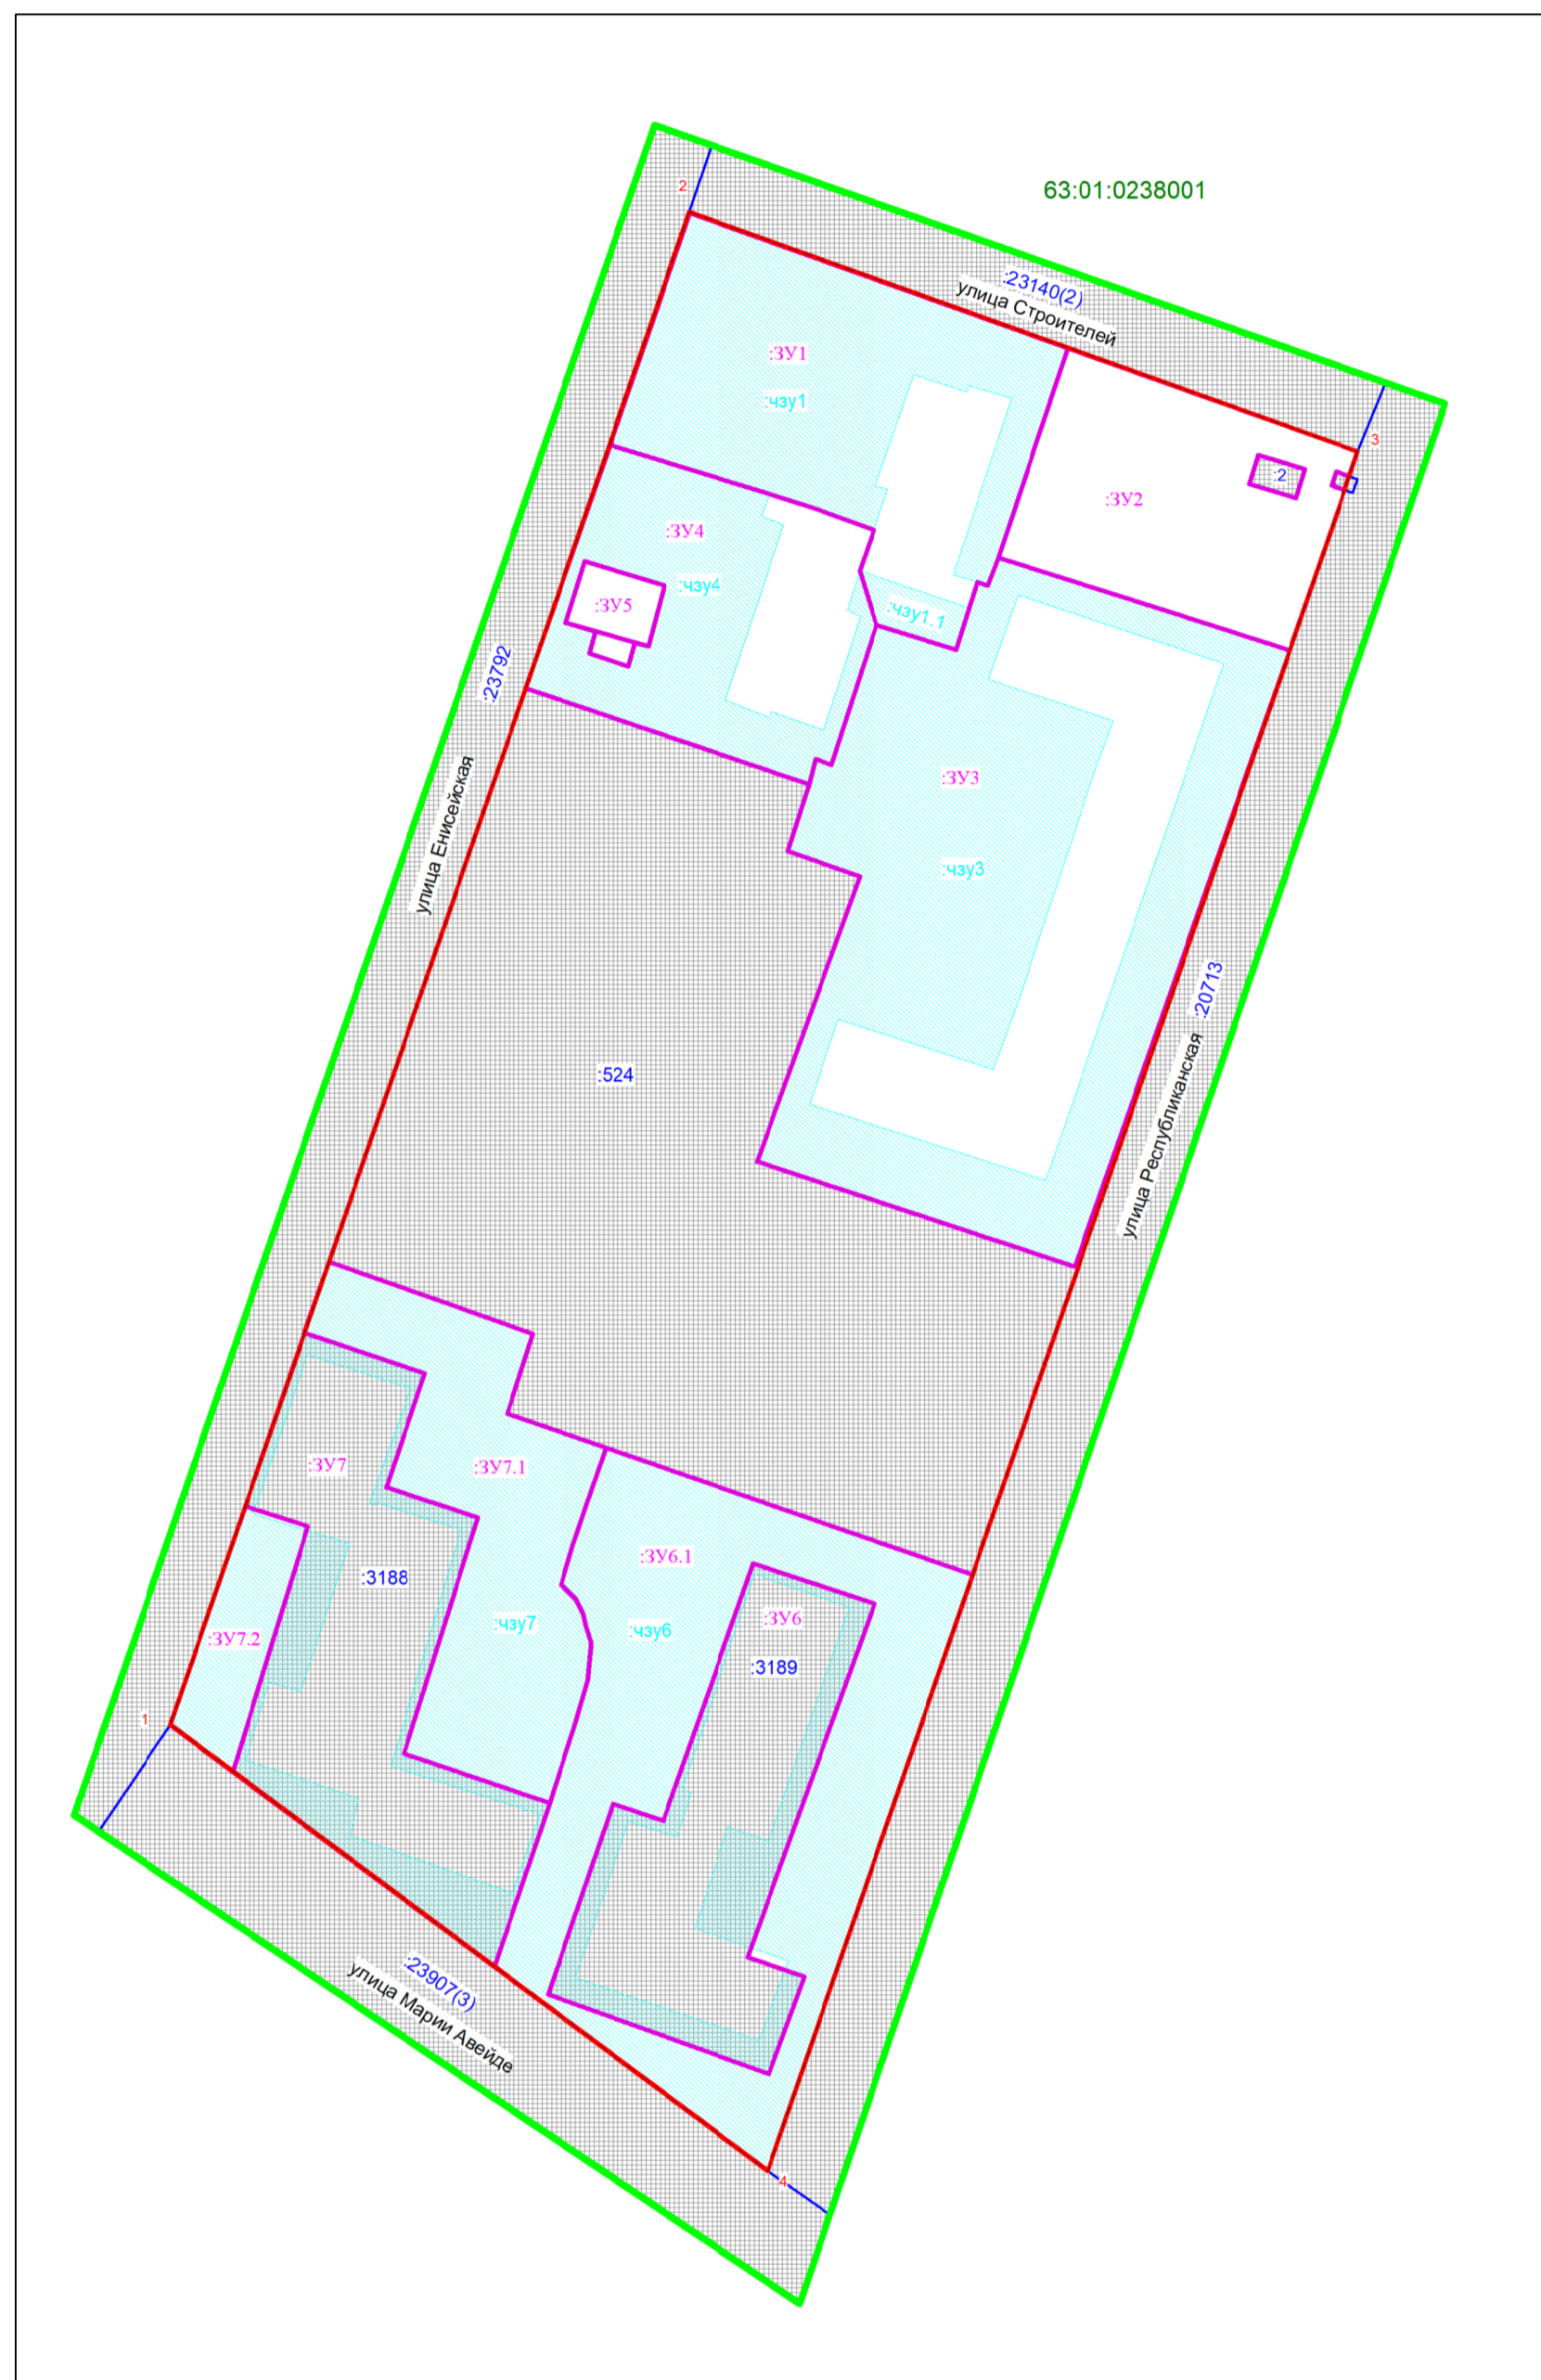 2
63:01:0238001
:23140(2)
улица Строителей
:ЗУ1
:чзу1
3
:2
:ЗУ2
:ЗУ4
:чзу4
:ЗУ5
:чзу1.1
:23792
улица Енисейская
:ЗУ3
:чзу3
:20713
улица Республиканская
:524
:ЗУ7
:ЗУ7.1
:ЗУ6.1
:3188
:чзу7
:чзу6
:ЗУ6
:ЗУ7.2
:3189
1
:23907(3)
улица Марии Авейде
4